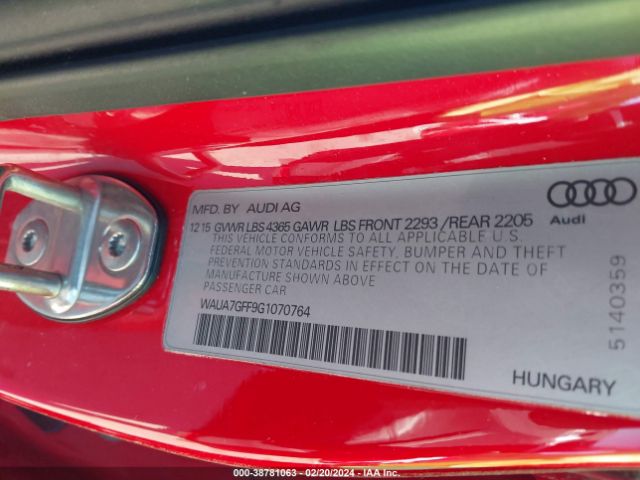 MFD. BY AUDI AG
12 15 GVWR LBS 4365 GAWR LBS FRONT 2293 /REAR 2205
THIS VEHICLE CONFORMS TO ALL APPLICABLE U.S.
FEDERAL MOTOR VEHICLE SAFETY, BUMPER AND THEFT
PREVENTION STANDARDS IN EFFECT ON THE DATE OF
MANUFACTURE SHOWN ABOVE
PASSENGER CAR
WAUA7GFF9G1070764
Audi
5140359
HUNGARY
000 - 38781063 - 02/20/2024 - IAA Inc.